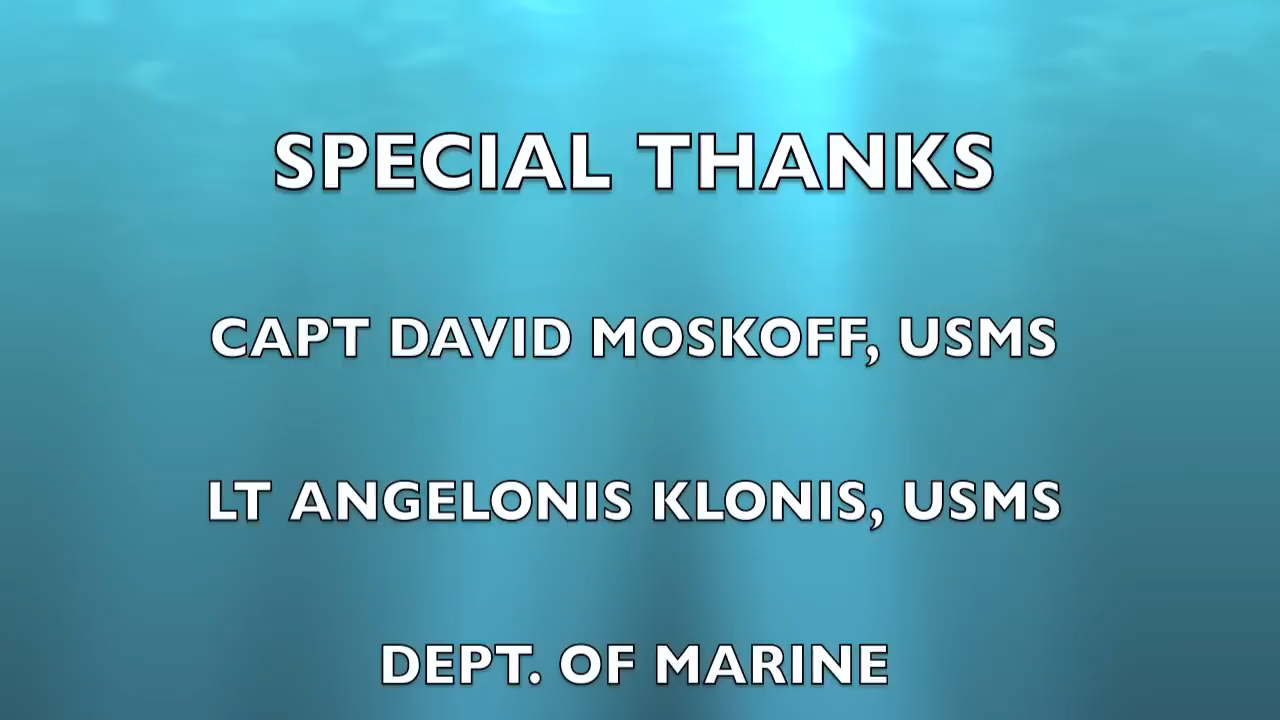 SPECIAL THANKS
CAPT DAVID MOSKOFF, USMS
LT ANGELONIS KLONIS, USMS
DEPT. OF MARINE